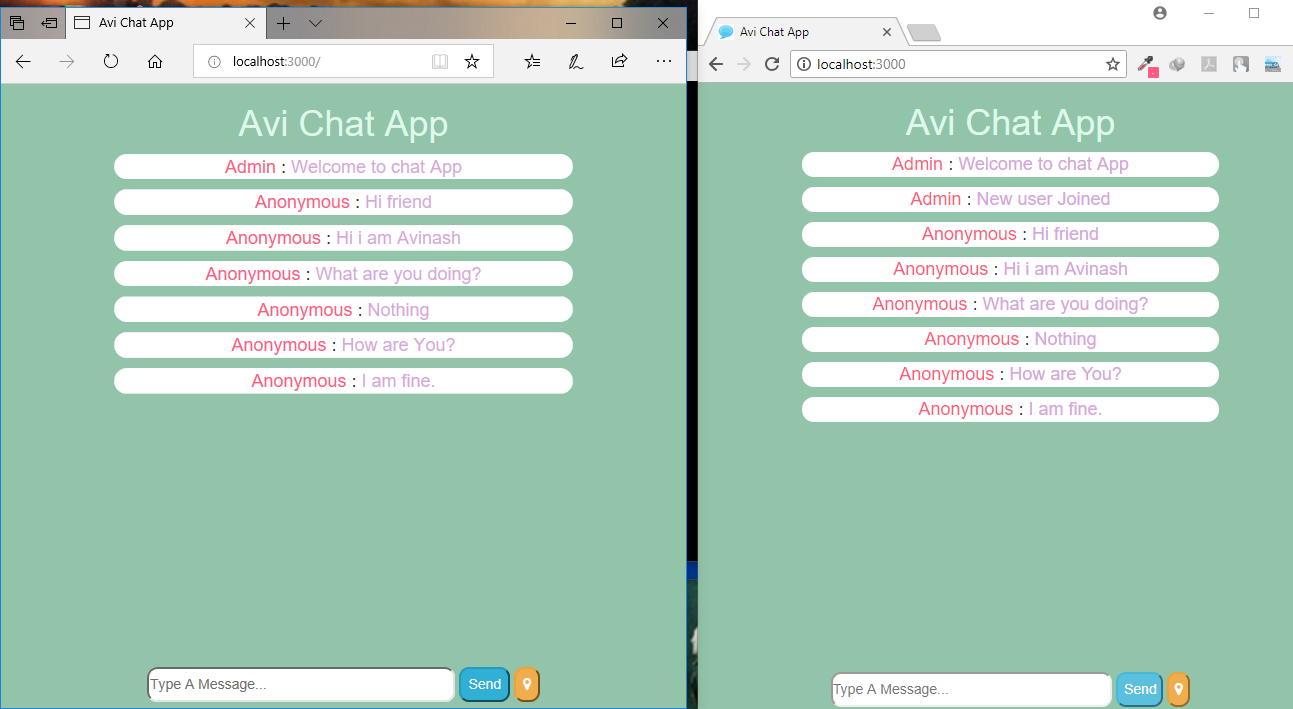 Avi Chat App
localhost:3000/
Avi Chat App
Admin : Welcome to chat App
Anonymous : Hi friend
Anonymous : Hi i am Avinash
Anonymous : What are you doing?
Anonymous : Nothing
Anonymous : How are You?
Anonymous : I am fine.
Type A Message...
Send
Avi Chat App
localhost:3000
Avi Chat App
Admin : Welcome to chat App
Admin : New user Joined
Anonymous : Hi friend
Anonymous : Hi i am Avinash
Anonymous : What are you doing?
Anonymous : Nothing
Anonymous : How are You?
Anonymous : I am fine.
Type A Message...
Send